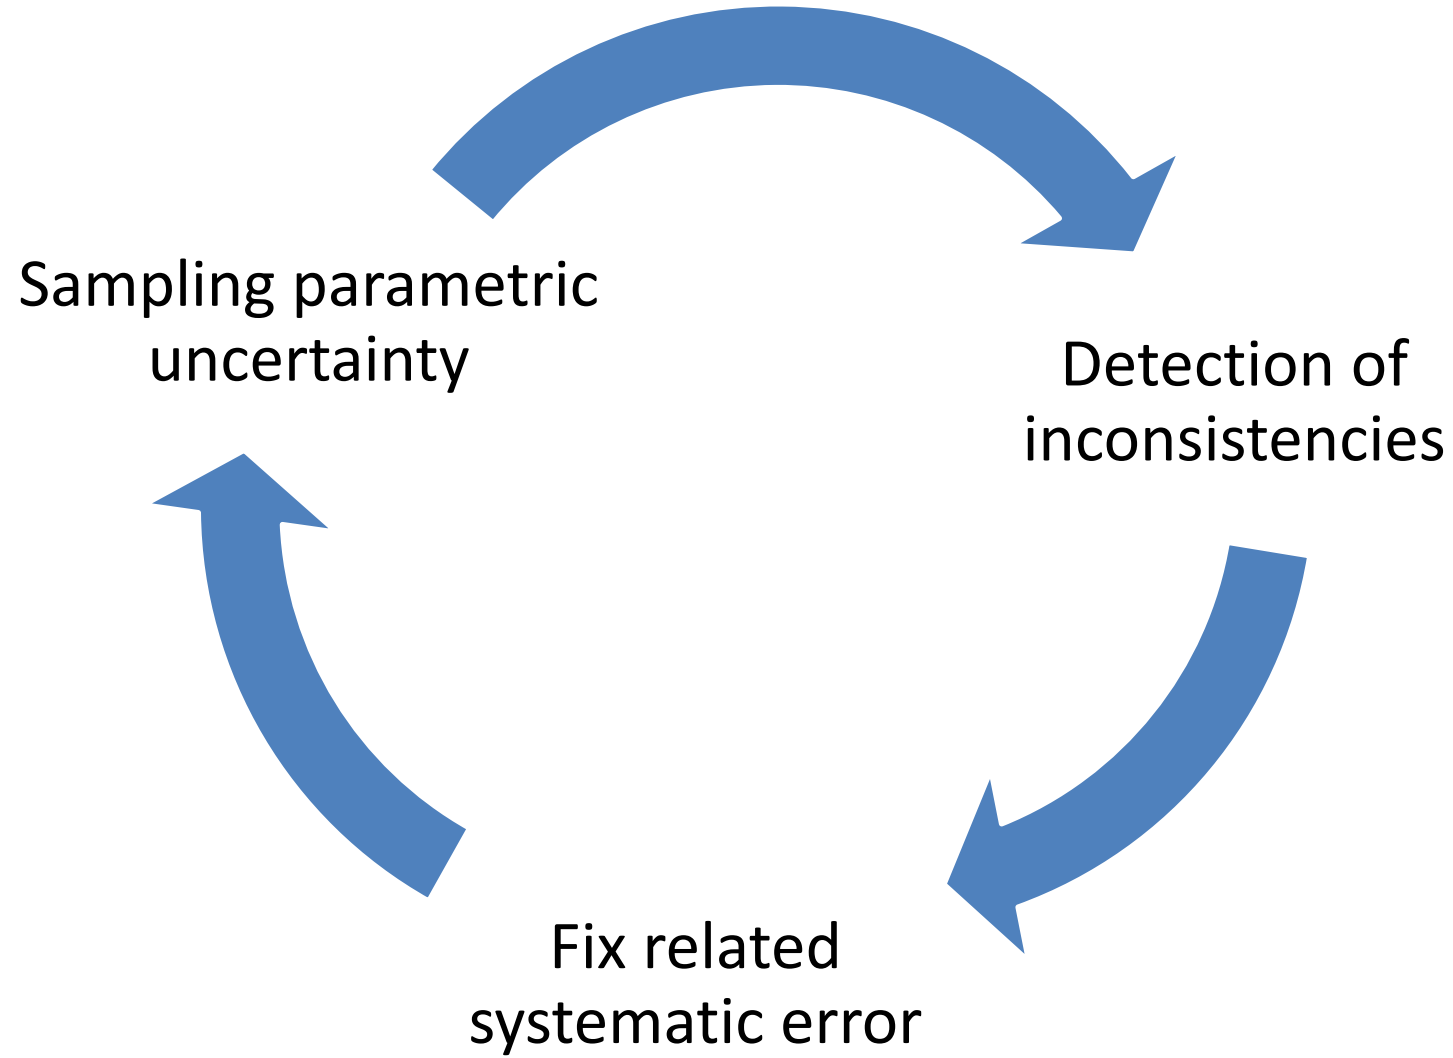 Sampling parametric
uncertainty
Detection of
inconsistencies
Fix related
systematic error